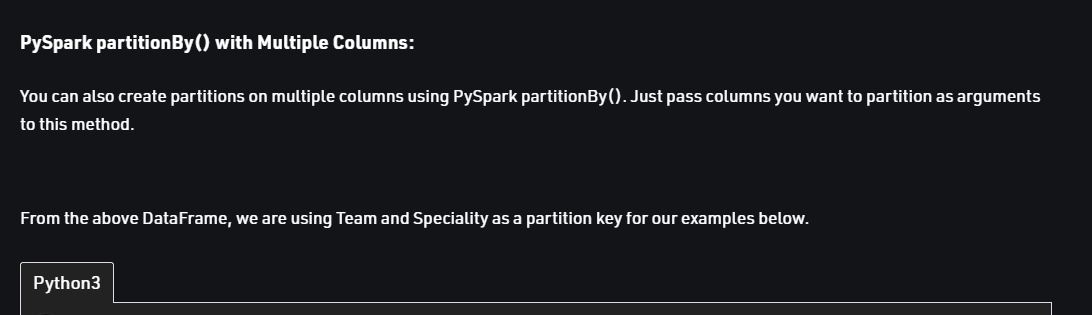 PySpark partitionBy() with Multiple Columns:
You can also create partitions on multiple columns using PySpark partitionBy(). Just pass columns you want to partition as arguments
to this method.
From the above DataFrame, we are using Team and Speciality as a partition key for our examples below.
Python3